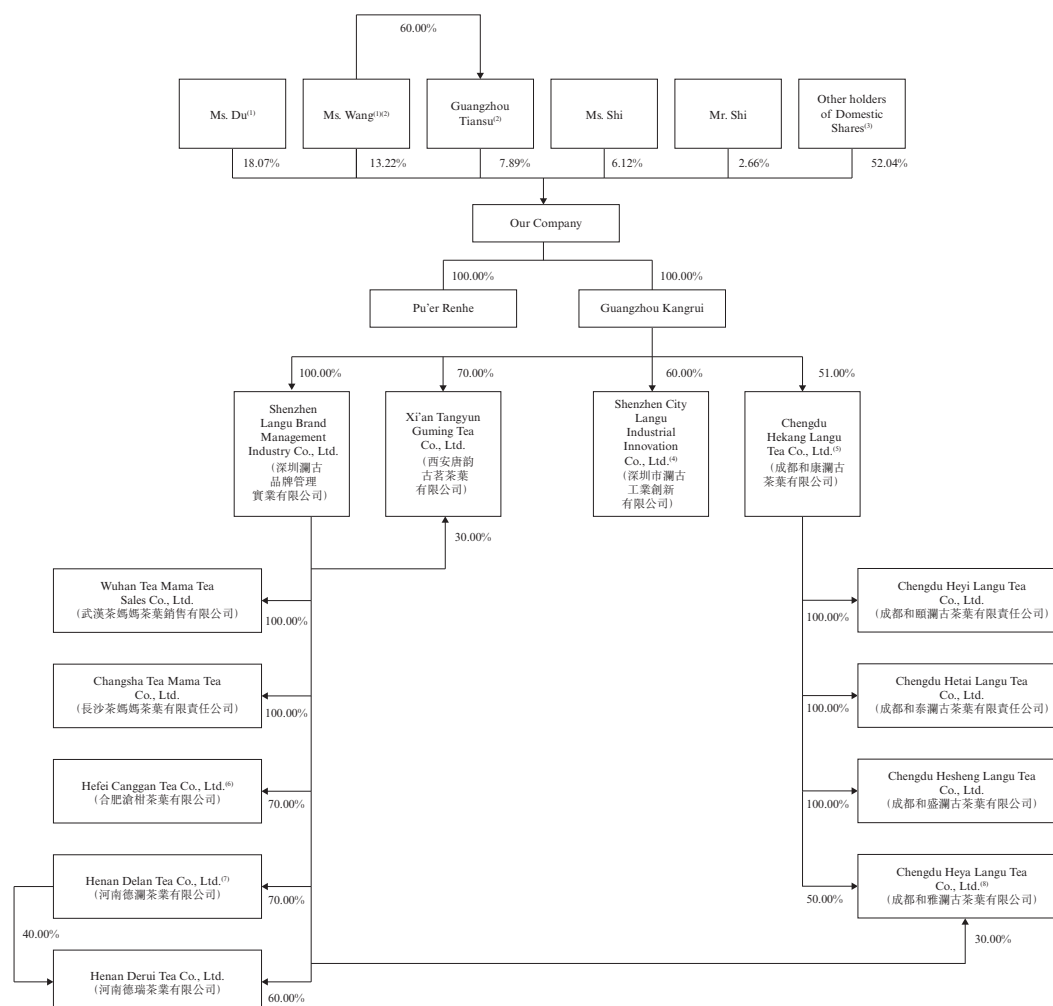 60.00%
Ms. Du(1)
Ms. Wang(1)(2)
Guangzhou
Tiansu(2)
Ms. Shi
Mr. Shi
Other holders
of Domestic
Shares(3)
18.07%
13.22%
7.89%
6.12%
2.66%
52.04%
Our Company
100.00%
100.00%
Pu'er Renhe
Guangzhou Kangrui
100.00%
70.00%
60.00%
51.00%
Shenzhen
Langu Brand
Management
Industry Co., Ltd.
(深圳瀾古
品牌管理
實業有限公司)
Xi'an Tangyun
Guming Tea
Co., Ltd.
(西安唐韵
古茗茶葉
有限公司)
Shenzhen City
Langu
Industrial
Innovation
Co., Ltd.(4)
(深圳市瀾古
工業創新
有限公司)
Chengdu
Hekang Langu
Tea Co., Ltd.(5)
(成都和康瀾古
茶葉有限公司)
30.00%
Wuhan Tea Mama Tea
Sales Co., Ltd.
(武漢茶媽媽茶葉銷售有限公司)
100.00%
Chengdu Heyi Langu Tea
Co., Ltd.
(成都和頤瀾古茶葉有限責任公司)
100.00%
Changsha Tea Mama Tea
Co., Ltd.
(長沙茶媽媽茶葉有限責任公司)
100.00%
Chengdu Hetai Langu Tea
Co., Ltd.
(成都和泰瀾古茶葉有限責任公司)
100.00%
Hefei Canggan Tea Co., Ltd.(6)
(合肥滄柑茶葉有限公司)
70.00%
Chengdu Hesheng Langu Tea
Co., Ltd.
(成都和盛瀾古茶葉有限公司)
100.00%
Henan Delan Tea Co., Ltd.(7)
(河南德瀾茶業有限公司)
70.00%
Chengdu Heya Langu Tea
Co., Ltd.(8)
(成都和雅瀾古茶葉有限公司)
50.00%
40.00%
30.00%
Henan Derui Tea Co., Ltd.
(河南德瑞茶業有限公司)
60.00%